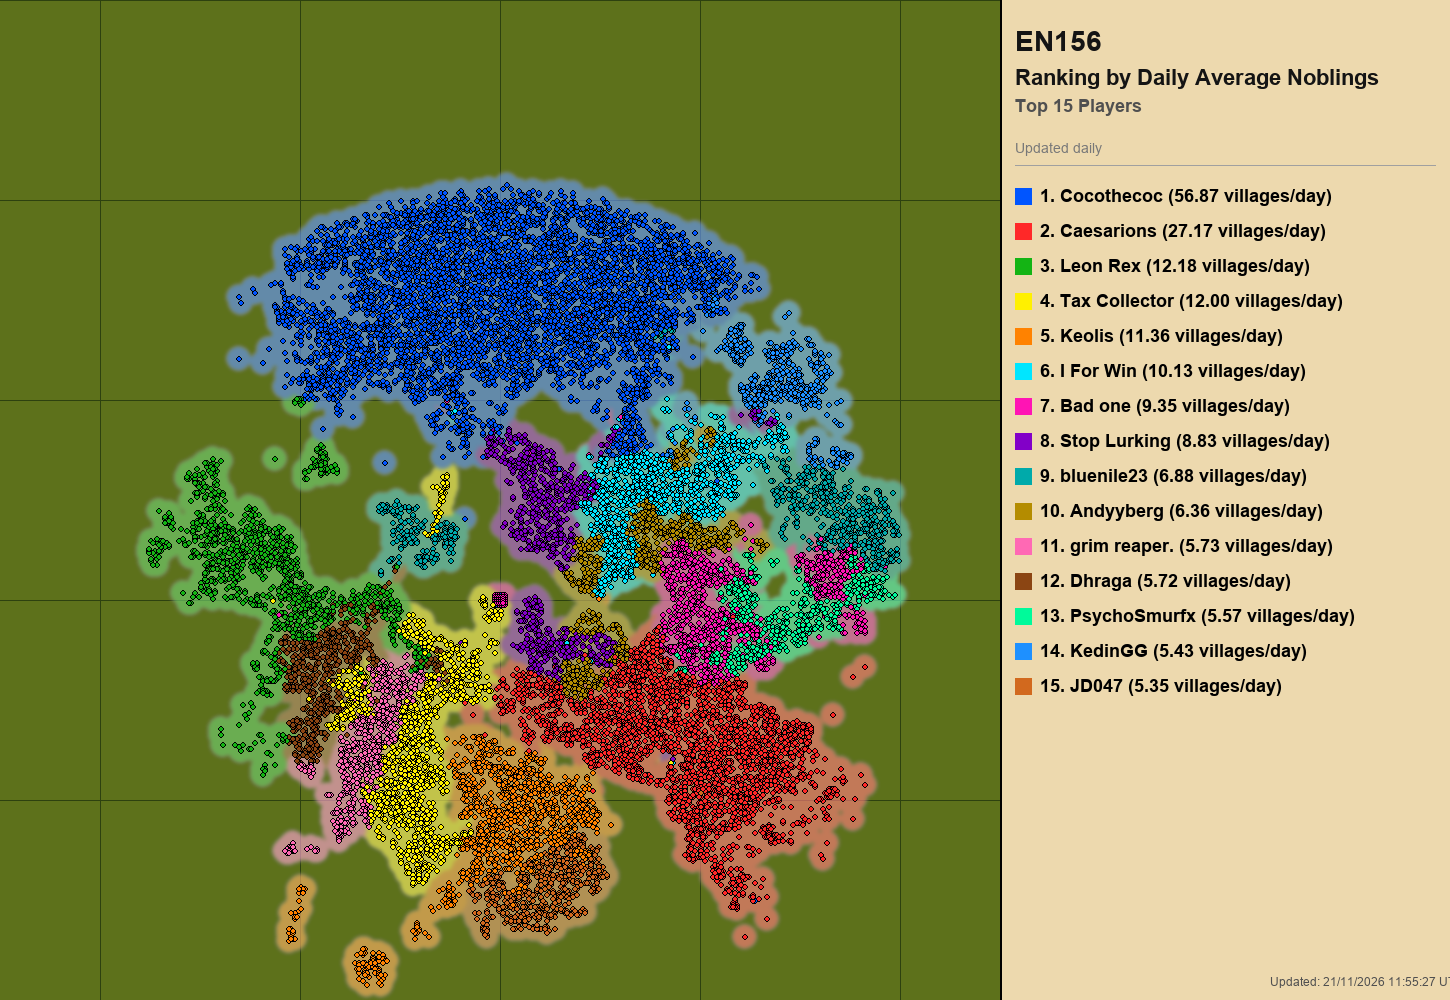 EN156
Ranking by Daily Average Noblings
Top 15 Players
Updated daily
1. Cocothecoc (56.87 villages/day)
2. Caesarions (27.17 villages/day)
3. Leon Rex (12.18 villages/day)
4. Tax Collector (12.00 villages/day)
5. Keolis (11.36 villages/day)
6. I For Win (10.13 villages/day)
7. Bad one (9.35 villages/day)
8. Stop Lurking (8.83 villages/day)
9. bluenile23 (6.88 villages/day)
10. Andyyberg (6.36 villages/day)
11. grim reaper. (5.73 villages/day)
12. Dhraga (5.72 villages/day)
13. PsychoSmurfx (5.57 villages/day)
14. KedinGG (5.43 villages/day)
15. JD047 (5.35 villages/day)
Updated: 21/11/2026 11:55:27